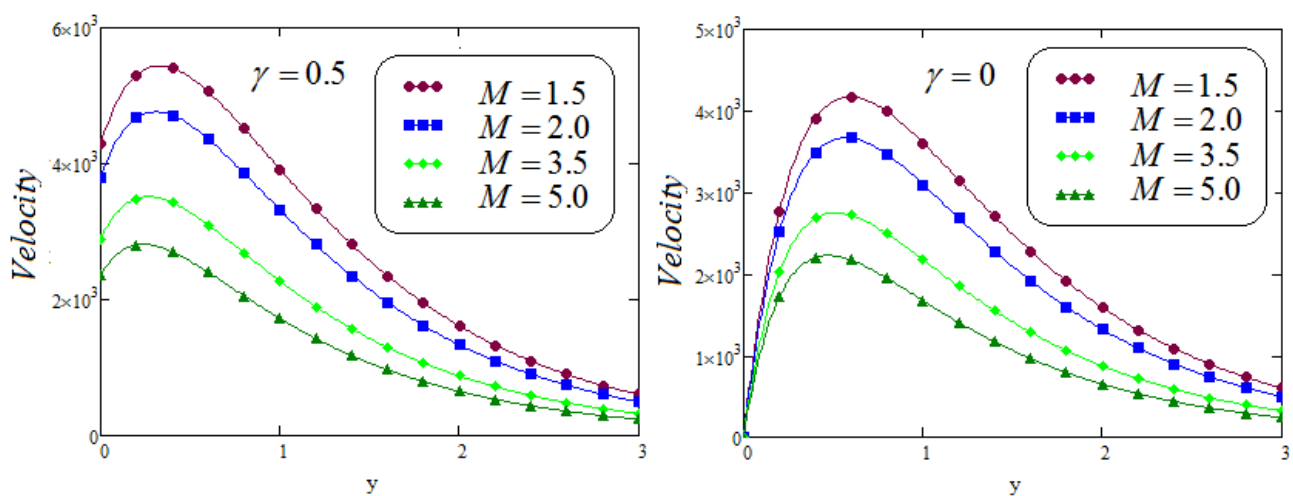 6×10³
γ = 0.5
M = 1.5
M = 2.0
M = 3.5
M = 5.0
4×10³
2×10³
0
Velocity
0 1 2 3
y
5×10³
γ = 0
M = 1.5
M = 2.0
M = 3.5
M = 5.0
4×10³
3×10³
2×10³
1×10³
0
Velocity
0 1 2 3
y